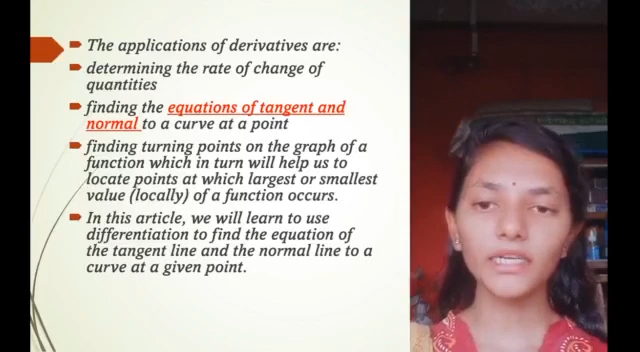 The applications of derivatives are:
determining the rate of change of
quantities
finding the equations of tangent and
normal to a curve at a point
finding turning points on the graph of a
function which in turn will help us to
locate points at which largest or smallest
value (locally) of a function occurs.
In this article, we will learn to use
differentiation to find the equation of
the tangent line and the normal line to a
curve at a given point.